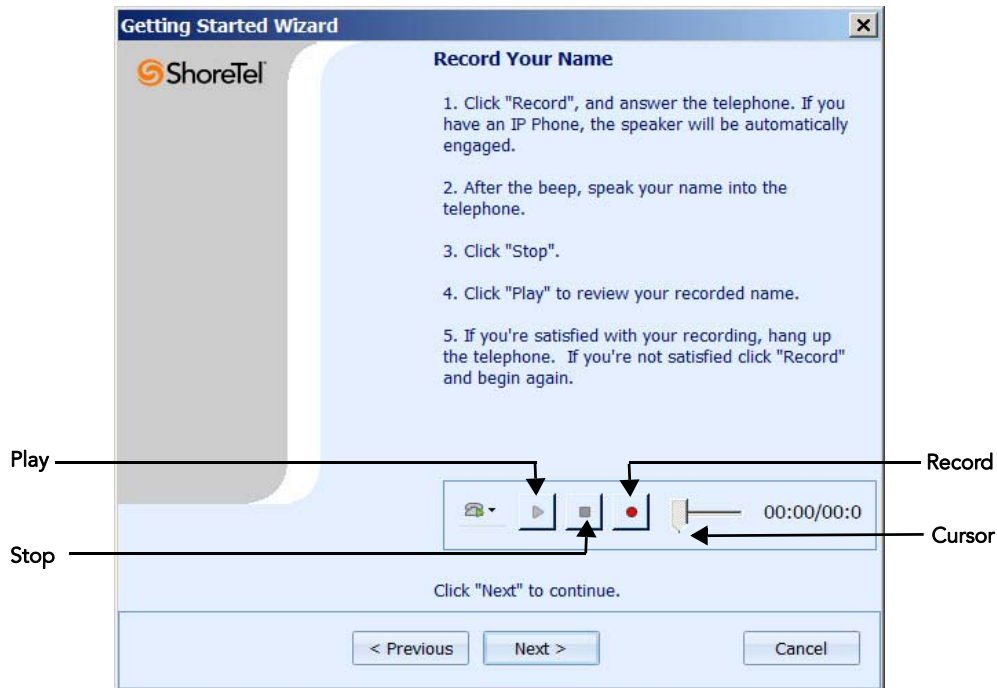 Getting Started Wizard
ShoreTel
Record Your Name
1. Click "Record", and answer the telephone. If you
have an IP Phone, the speaker will be automatically
engaged.
2. After the beep, speak your name into the
telephone.
3. Click "Stop".
4. Click "Play" to review your recorded name.
5. If you're satisfied with your recording, hang up
the telephone.  If you're not satisfied click "Record"
and begin again.
Play
Record
00:00/00:0
Cursor
Stop
Click "Next" to continue.
< Previous
Next >
Cancel